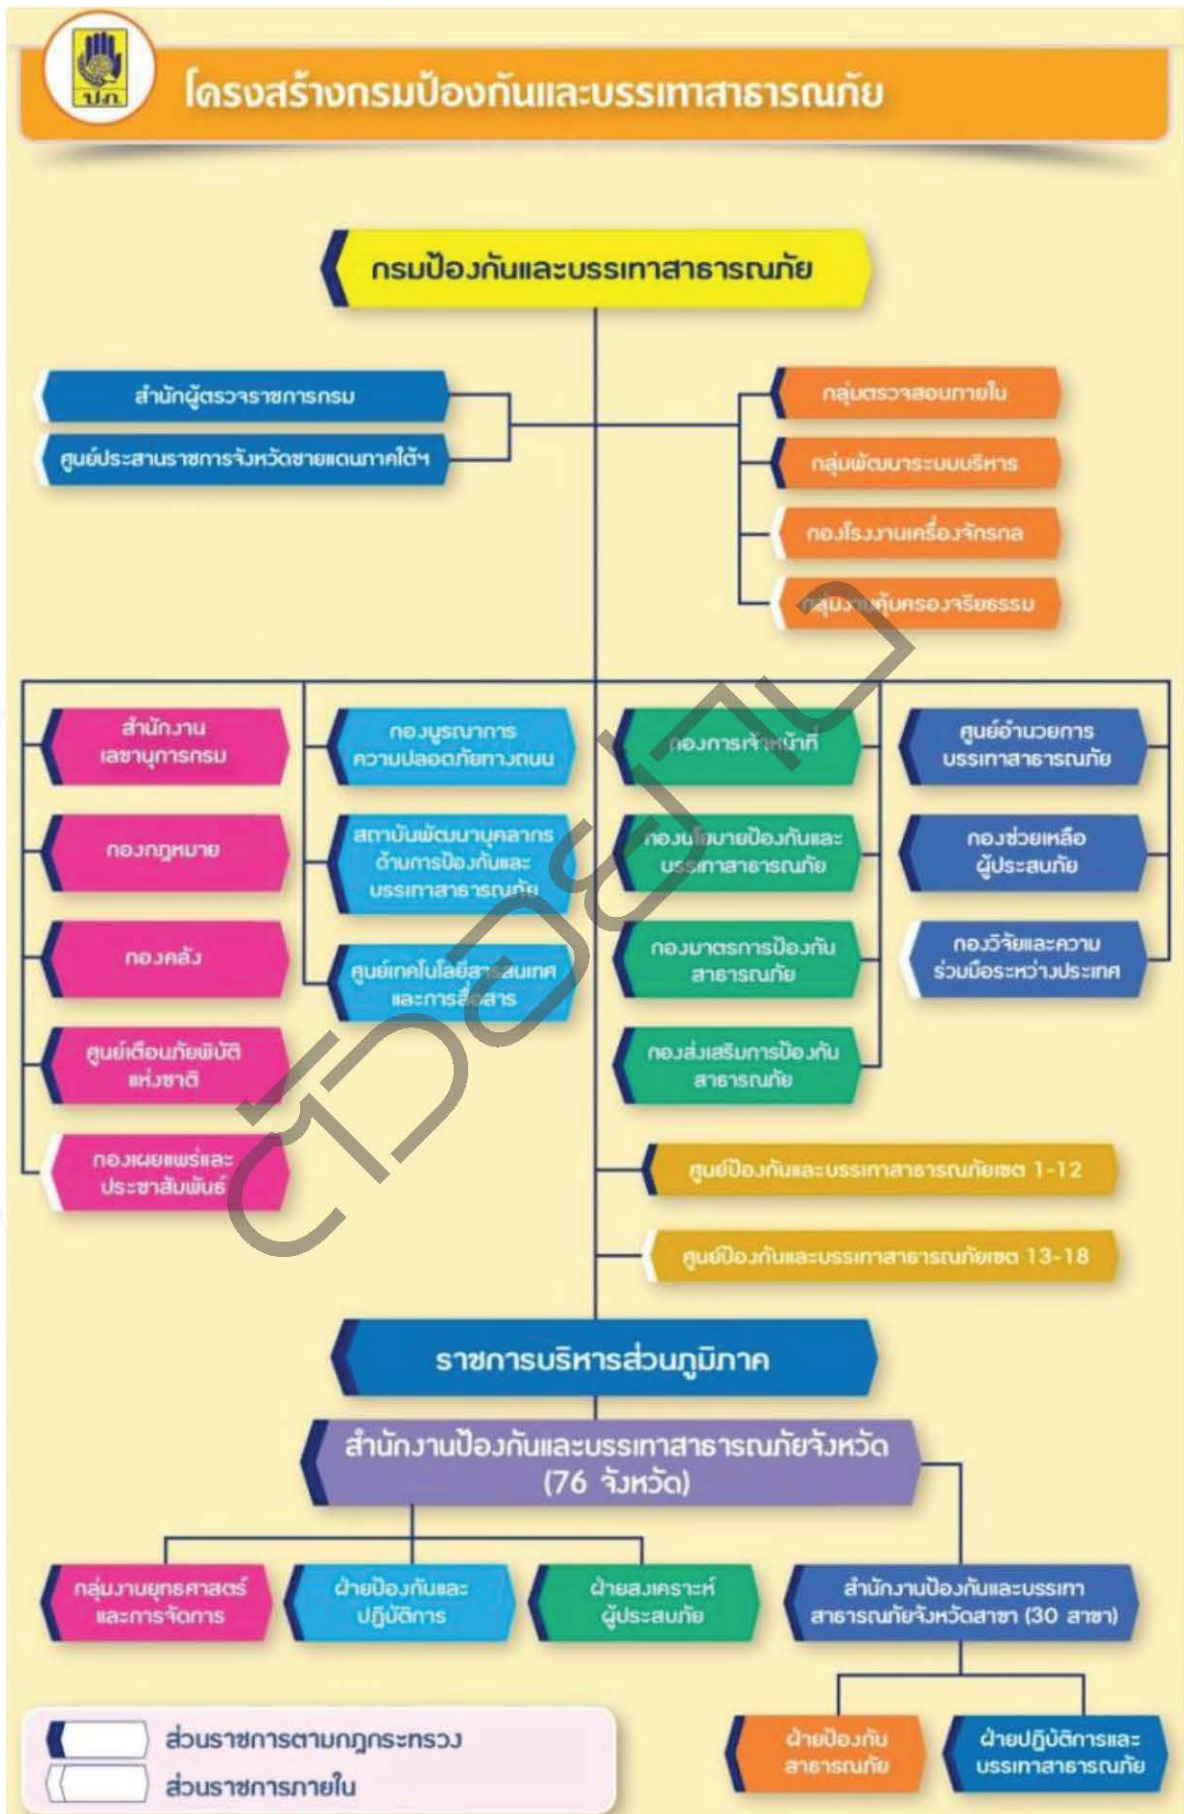 ปภ.
โครงสร้างกรมป้องกันและบรรเทาสาธารณภัย
กรมป้องกันและบรรเทาสาธารณภัย
สำนักผู้ตรวจราชการกรม
ศูนย์ประสานราชการจังหวัดชายแดนภาคใต้ฯ
กลุ่มตรวจสอบภายใน
กลุ่มพัฒนาระบบบริหาร
กองโรงงานเครื่องจักรกล
กลุ่มงานคุ้มครองจริยธรรม
สำนักงาน
เลขานุการกรม
กองกฎหมาย
กองคลัง
ศูนย์เตือนภัยพิบัติ
แห่งชาติ
กองเผยแพร่และ
ประชาสัมพันธ์
กองบูรณาการ
ความปลอดภัยทางถนน
สถาบันพัฒนาบุคลากร
ด้านการป้องกันและ
บรรเทาสาธารณภัย
ศูนย์เทคโนโลยีสารสนเทศ
และการสื่อสาร
กองการเจ้าหน้าที่
กองนโยบายป้องกันและ
บรรเทาสาธารณภัย
กองมาตรการป้องกัน
สาธารณภัย
กองส่งเสริมการป้องกัน
สาธารณภัย
ศูนย์อำนวยการ
บรรเทาสาธารณภัย
กองช่วยเหลือ
ผู้ประสบภัย
กองวิจัยและความ
ร่วมมือระหว่างประเทศ
ศูนย์ป้องกันและบรรเทาสาธารณภัยเขต 1-12
ศูนย์ป้องกันและบรรเทาสาธารณภัยเขต 13-18
ตัวอย่าง
ราชการบริหารส่วนภูมิภาค
สำนักงานป้องกันและบรรเทาสาธารณภัยจังหวัด
(76 จังหวัด)
กลุ่มงานยุทธศาสตร์
และการจัดการ
ฝ่ายป้องกันและ
ปฏิบัติการ
ฝ่ายสงเคราะห์
ผู้ประสบภัย
สำนักงานป้องกันและบรรเทา
สาธารณภัยจังหวัดสาขา (30 สาขา)
ฝ่ายป้องกัน
สาธารณภัย
ฝ่ายปฏิบัติการและ
บรรเทาสาธารณภัย
ส่วนราชการตามกฎกระทรวง
ส่วนราชการภายใน